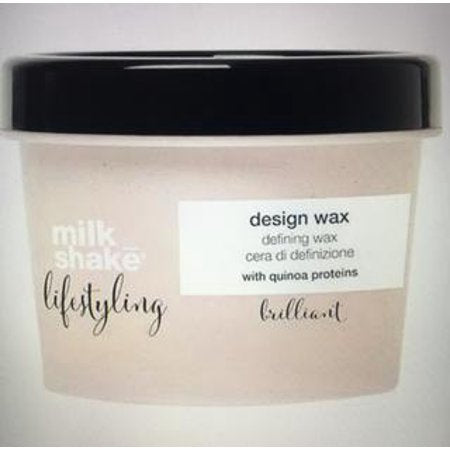 milk
shake®
lifestyling
design wax
defining wax
cera di definizione
with quinoa proteins
brilliant